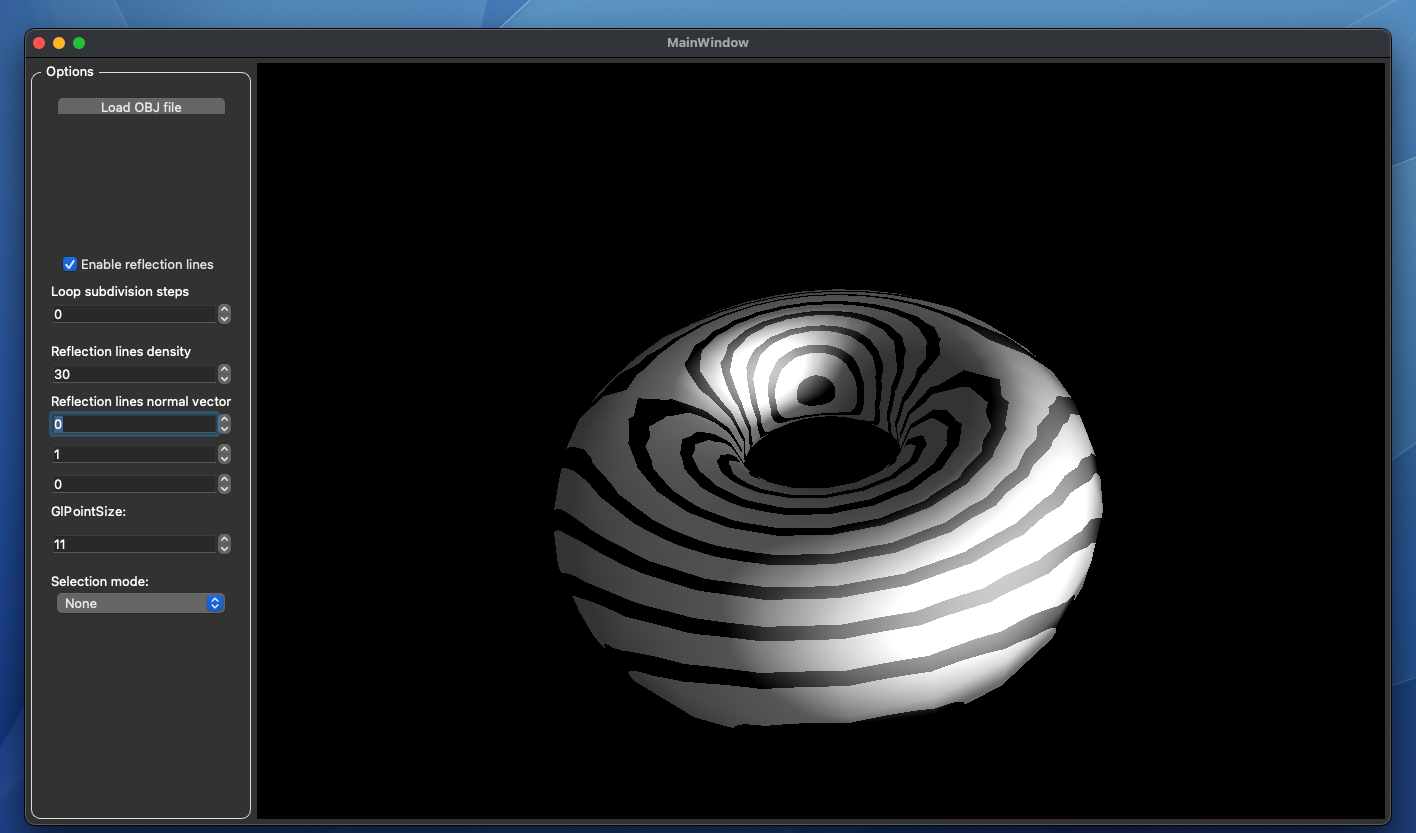 MainWindow
Options
Load OBJ file
Enable reflection lines
Loop subdivision steps
0
Reflection lines density
30
Reflection lines normal vector
0
1
0
GlPointSize:
11
Selection mode:
None